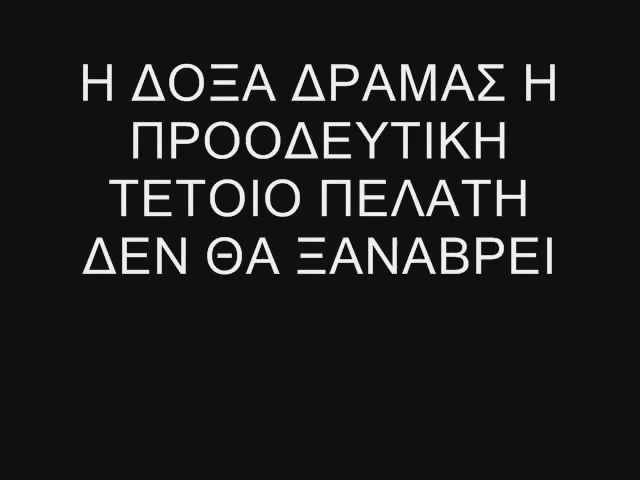 Η ΔΟΞΑ ΔΡΑΜΑΣ Η
ΠΡΟΟΔΕΥΤΙΚΗ
ΤΕΤΟΙΟ ΠΕΛΑΤΗ
ΔΕΝ ΘΑ ΞΑΝΑΒΡΕΙ